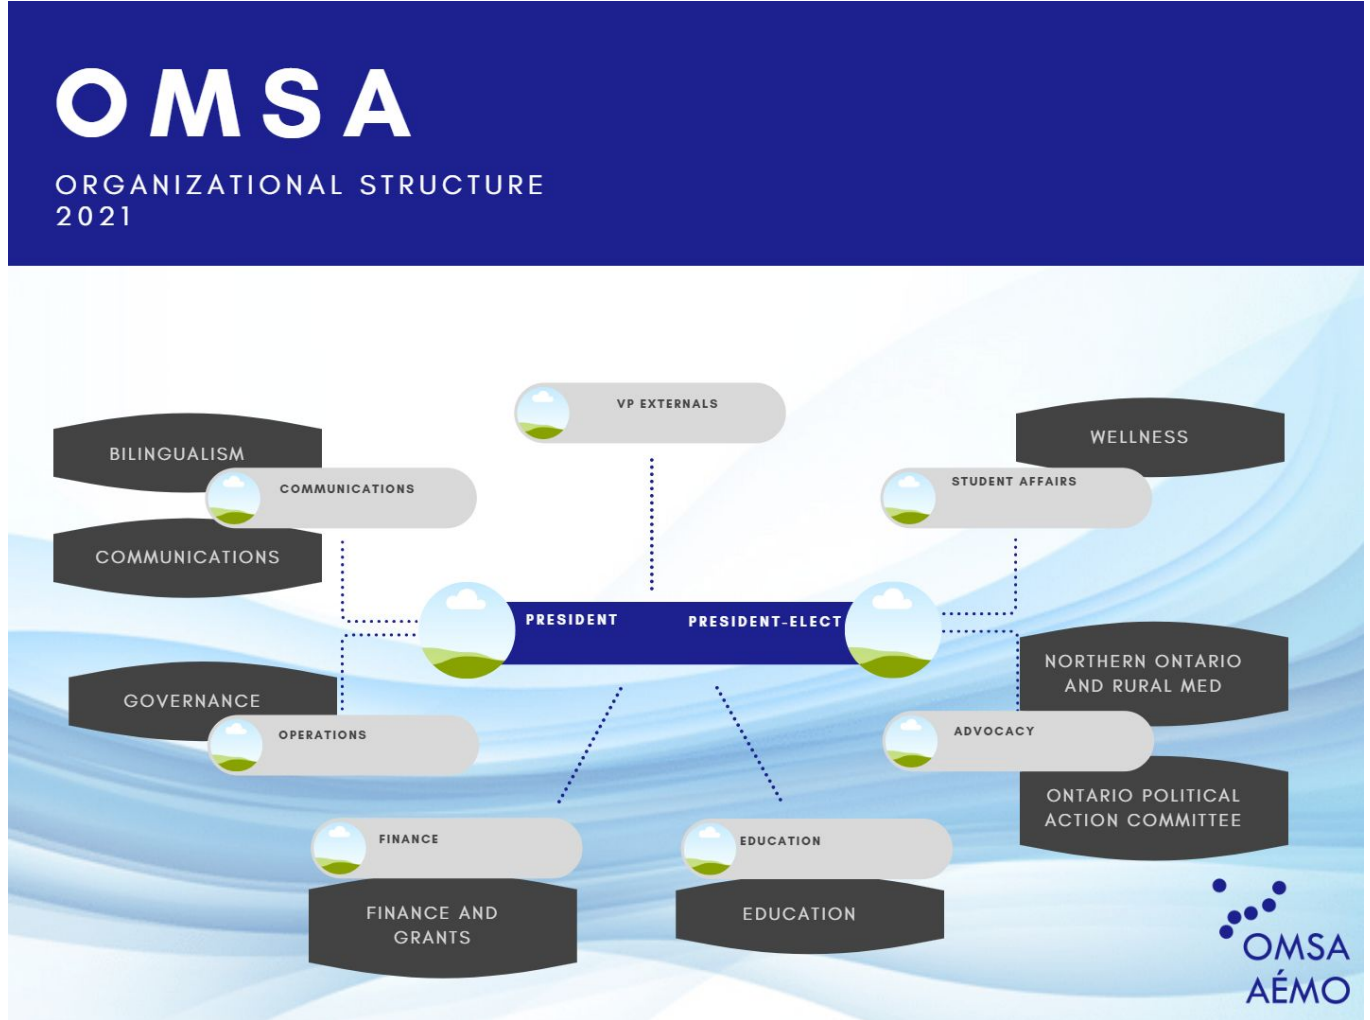 OMSA
ORGANIZATIONAL STRUCTURE
2021
VP EXTERNALS
BILINGUALISM
COMMUNICATIONS
COMMUNICATIONS
WELLNESS
STUDENT AFFAIRS
PRESIDENT
PRESIDENT-ELECT
GOVERNANCE
OPERATIONS
NORTHERN ONTARIO
AND RURAL MED
ADVOCACY
ONTARIO POLITICAL
ACTION COMMITTEE
FINANCE
FINANCE AND
GRANTS
EDUCATION
EDUCATION
OMSA
AÉMO